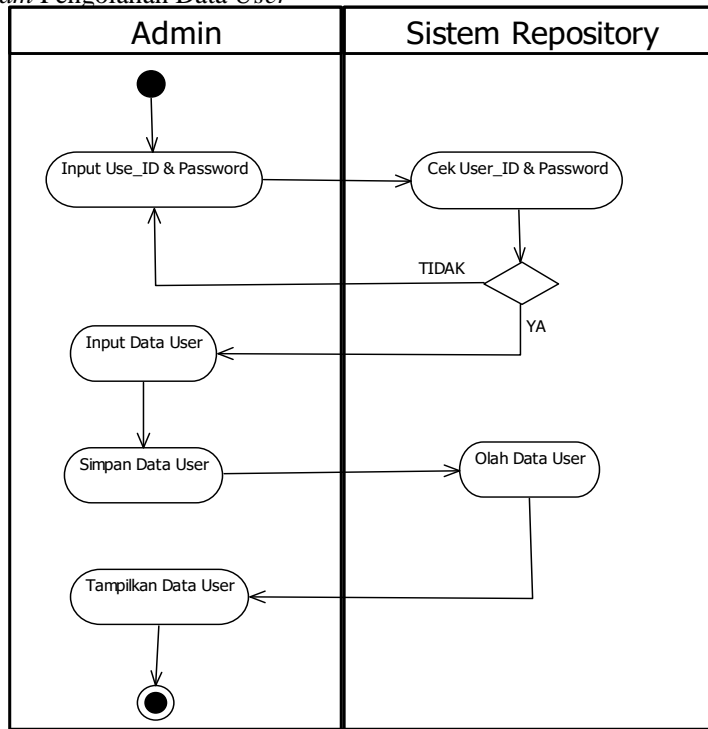 Pengolahan Data User
Admin
Sistem Repository
Input Use_ID & Password
Cek User_ID & Password
TIDAK
YA
Input Data User
Simpan Data User
Olah Data User
Tampilkan Data User